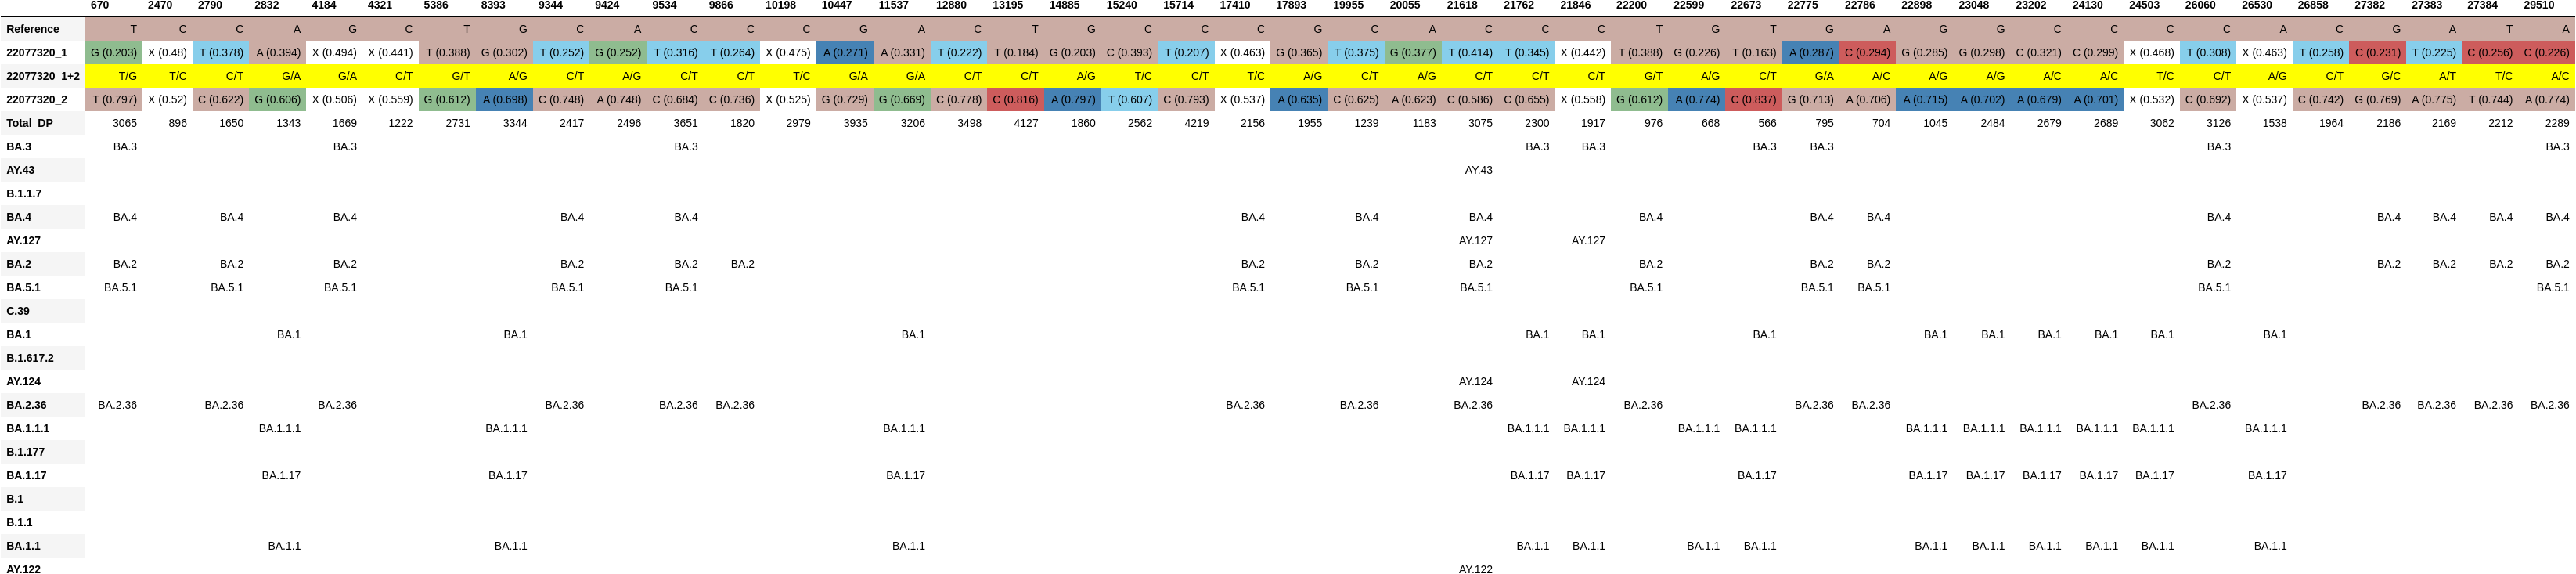 670 2470 2790 2832 4184 4321 5386 8393 9344 9424 9534 9866 10198 10447 11537 12880 13195 14885 15240 15714 17410 17893 19955 20055 21618 21762 21846 22200 22599 22673 22775 22786 22898 23048 23202 24130 24503 26060 26530 26858 27382 27383 27384 29510
Reference T C C A G C T G C A C C C G A C T G C C C G C A C C C T G T G A G G C C C C A C G A T A
22077320_1 G (0.203) X (0.48) T (0.378) A (0.394) X (0.494) X (0.441) T (0.388) G (0.302) T (0.252) G (0.252) T (0.316) T (0.264) X (0.475) A (0.271) A (0.331) T (0.222) T (0.184) G (0.203) C (0.393) T (0.207) X (0.463) G (0.365) T (0.375) G (0.377) T (0.414) T (0.345) X (0.442) T (0.388) G (0.226) T (0.163) A (0.287) C (0.294) G (0.285) G (0.298) C (0.321) C (0.299) X (0.468) T (0.308) X (0.463) T (0.258) C (0.231) T (0.225) C (0.256) C (0.226)
22077320_1+2 T/G T/C C/T G/A G/A C/T G/T A/G C/T A/G C/T C/T T/C G/A G/A C/T C/T A/G T/C C/T T/C A/G C/T A/G C/T C/T C/T G/T A/G C/T G/A A/C A/G A/G A/C A/C T/C C/T A/G C/T G/C A/T T/C A/C
22077320_2 T (0.797) X (0.52) C (0.622) G (0.606) X (0.506) X (0.559) G (0.612) A (0.698) C (0.748) A (0.748) C (0.684) C (0.736) X (0.525) G (0.729) G (0.669) C (0.778) C (0.816) A (0.797) T (0.607) C (0.793) X (0.537) A (0.635) C (0.625) A (0.623) C (0.586) C (0.655) X (0.558) G (0.612) A (0.774) C (0.837) G (0.713) A (0.706) A (0.715) A (0.702) A (0.679) A (0.701) X (0.532) C (0.692) X (0.537) C (0.742) G (0.769) A (0.775) T (0.744) A (0.774)
Total_DP 3065 896 1650 1343 1669 1222 2731 3344 2417 2496 3651 1820 2979 3935 3206 3498 4127 1860 2562 4219 2156 1955 1239 1183 3075 2300 1917 976 668 566 795 704 1045 2484 2679 2689 3062 3126 1538 1964 2186 2169 2212 2289
BA.3 BA.3 BA.3 BA.3 BA.3 BA.3 BA.3 BA.3 BA.3 BA.3
AY.43 AY.43
B.1.1.7
BA.4 BA.4 BA.4 BA.4 BA.4 BA.4 BA.4 BA.4 BA.4 BA.4 BA.4 BA.4 BA.4 BA.4 BA.4 BA.4 BA.4
AY.127 AY.127 AY.127
BA.2 BA.2 BA.2 BA.2 BA.2 BA.2 BA.2 BA.2 BA.2 BA.2 BA.2 BA.2 BA.2 BA.2 BA.2 BA.2 BA.2 BA.2
BA.5.1 BA.5.1 BA.5.1 BA.5.1 BA.5.1 BA.5.1 BA.5.1 BA.5.1 BA.5.1 BA.5.1 BA.5.1 BA.5.1 BA.5.1 BA.5.1
C.39
BA.1 BA.1 BA.1 BA.1 BA.1 BA.1 BA.1 BA.1 BA.1 BA.1 BA.1 BA.1 BA.1
B.1.617.2
AY.124 AY.124 AY.124
BA.2.36 BA.2.36 BA.2.36 BA.2.36 BA.2.36 BA.2.36 BA.2.36 BA.2.36 BA.2.36 BA.2.36 BA.2.36 BA.2.36 BA.2.36 BA.2.36 BA.2.36 BA.2.36 BA.2.36 BA.2.36
BA.1.1.1 BA.1.1.1 BA.1.1.1 BA.1.1.1 BA.1.1.1 BA.1.1.1 BA.1.1.1 BA.1.1.1 BA.1.1.1 BA.1.1.1 BA.1.1.1 BA.1.1.1 BA.1.1.1 BA.1.1.1
B.1.177
BA.1.17 BA.1.17 BA.1.17 BA.1.17 BA.1.17 BA.1.17 BA.1.17 BA.1.17 BA.1.17 BA.1.17 BA.1.17 BA.1.17 BA.1.17
B.1
B.1.1
BA.1.1 BA.1.1 BA.1.1 BA.1.1 BA.1.1 BA.1.1 BA.1.1 BA.1.1 BA.1.1 BA.1.1 BA.1.1 BA.1.1 BA.1.1 BA.1.1
AY.122 AY.122